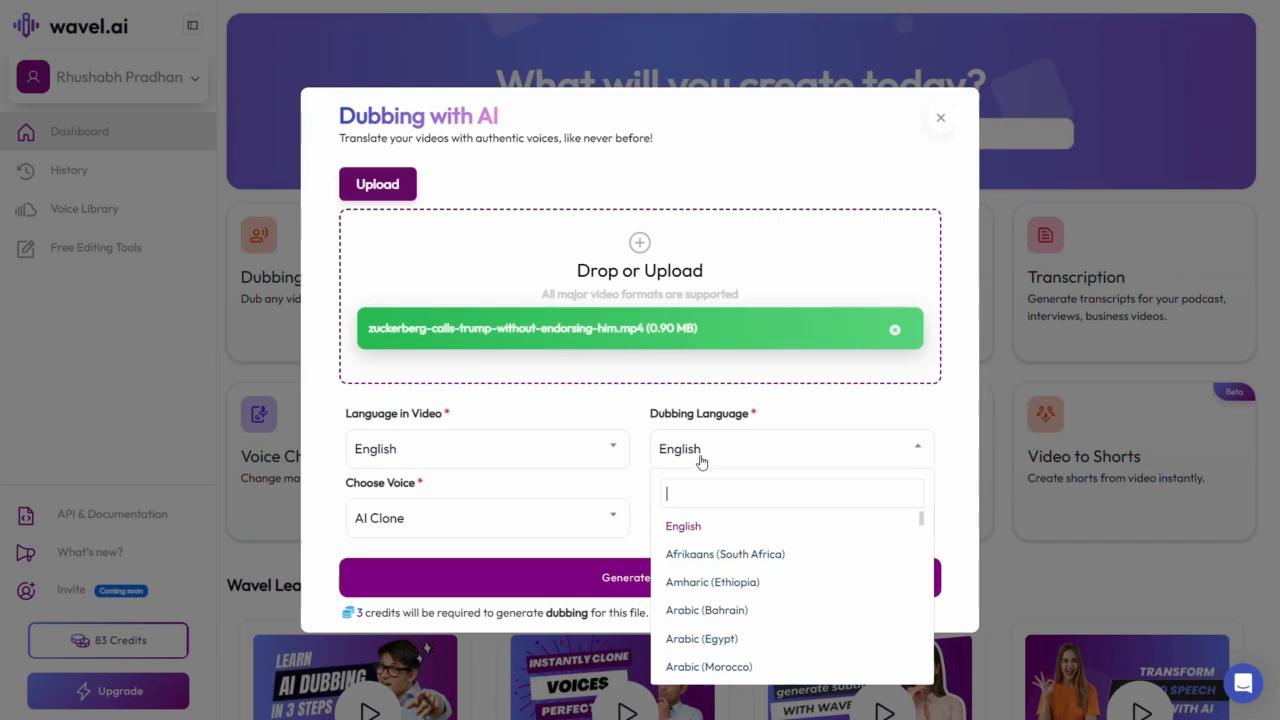 wavel.ai
Rhushabh Pradhan
Dashboard
History
Voice Library
Free Editing Tools
API & Documentation
What's new?
Invite
Coming soon
83 Credits
Upgrade
What will you create today?
Dubbing with AI
Translate your videos with authentic voices, like never before!
Upload
Drop or Upload
All major video formats are supported
zuckerberg-calls-trump-without-endorsing-him.mp4 (0.90 MB)
Language in Video *
English
Dubbing Language *
English
English
Afrikaans (South Africa)
Amharic (Ethiopia)
Arabic (Bahrain)
Arabic (Egypt)
Arabic (Morocco)
Choose Voice *
AI Clone
Generate
3 credits will be required to generate dubbing for this file.
Dubbing
Dub any vid
Transcription
Generate transcripts for your podcast,
interviews, business videos.
Voice Ch
Change ma
Beta
Video to Shorts
Create shorts from video instantly.
Wavel Lea
LEARN
AI DUBBING
IN 3 STEPS
INSTANTLY CLONE
VOICES
PERFECT
generate subt
WITH WAVE
TRANSFORM
SPEECH
WITH AI